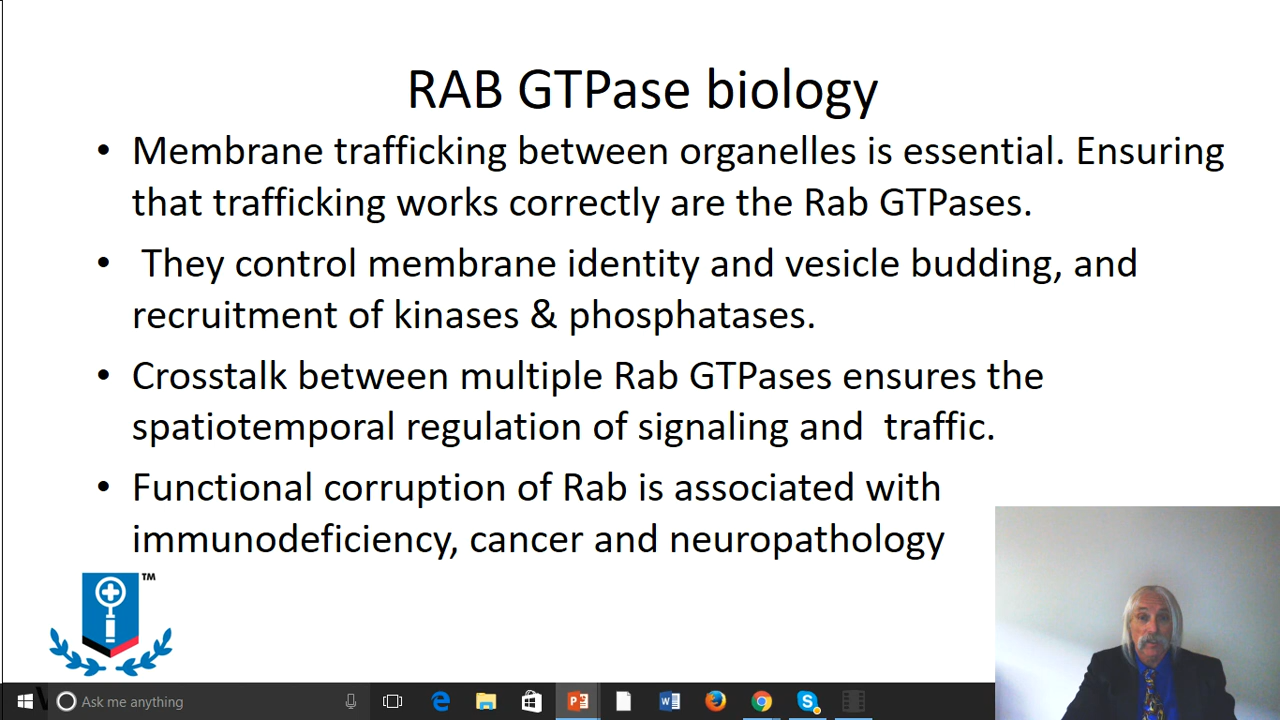 RAB GTPase biology
• Membrane trafficking between organelles is essential. Ensuring
that trafficking works correctly are the Rab GTPases.
• They control membrane identity and vesicle budding, and
recruitment of kinases & phosphatases.
• Crosstalk between multiple Rab GTPases ensures the
spatiotemporal regulation of signaling and  traffic.
• Functional corruption of Rab is associated with
immunodeficiency, cancer and neuropathology
TM
Ask me anything